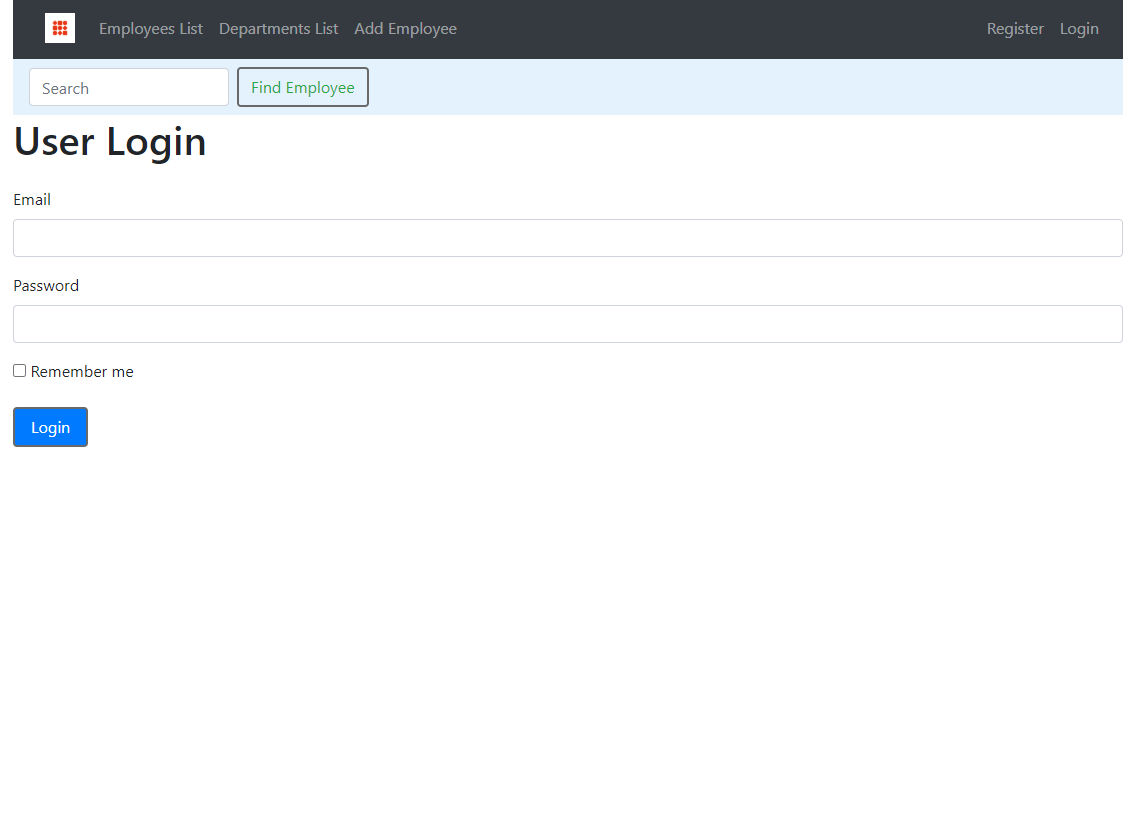 Employees List Departments List Add Employee Register Login
Search Find Employee
User Login
Email
Password
Remember me
Login